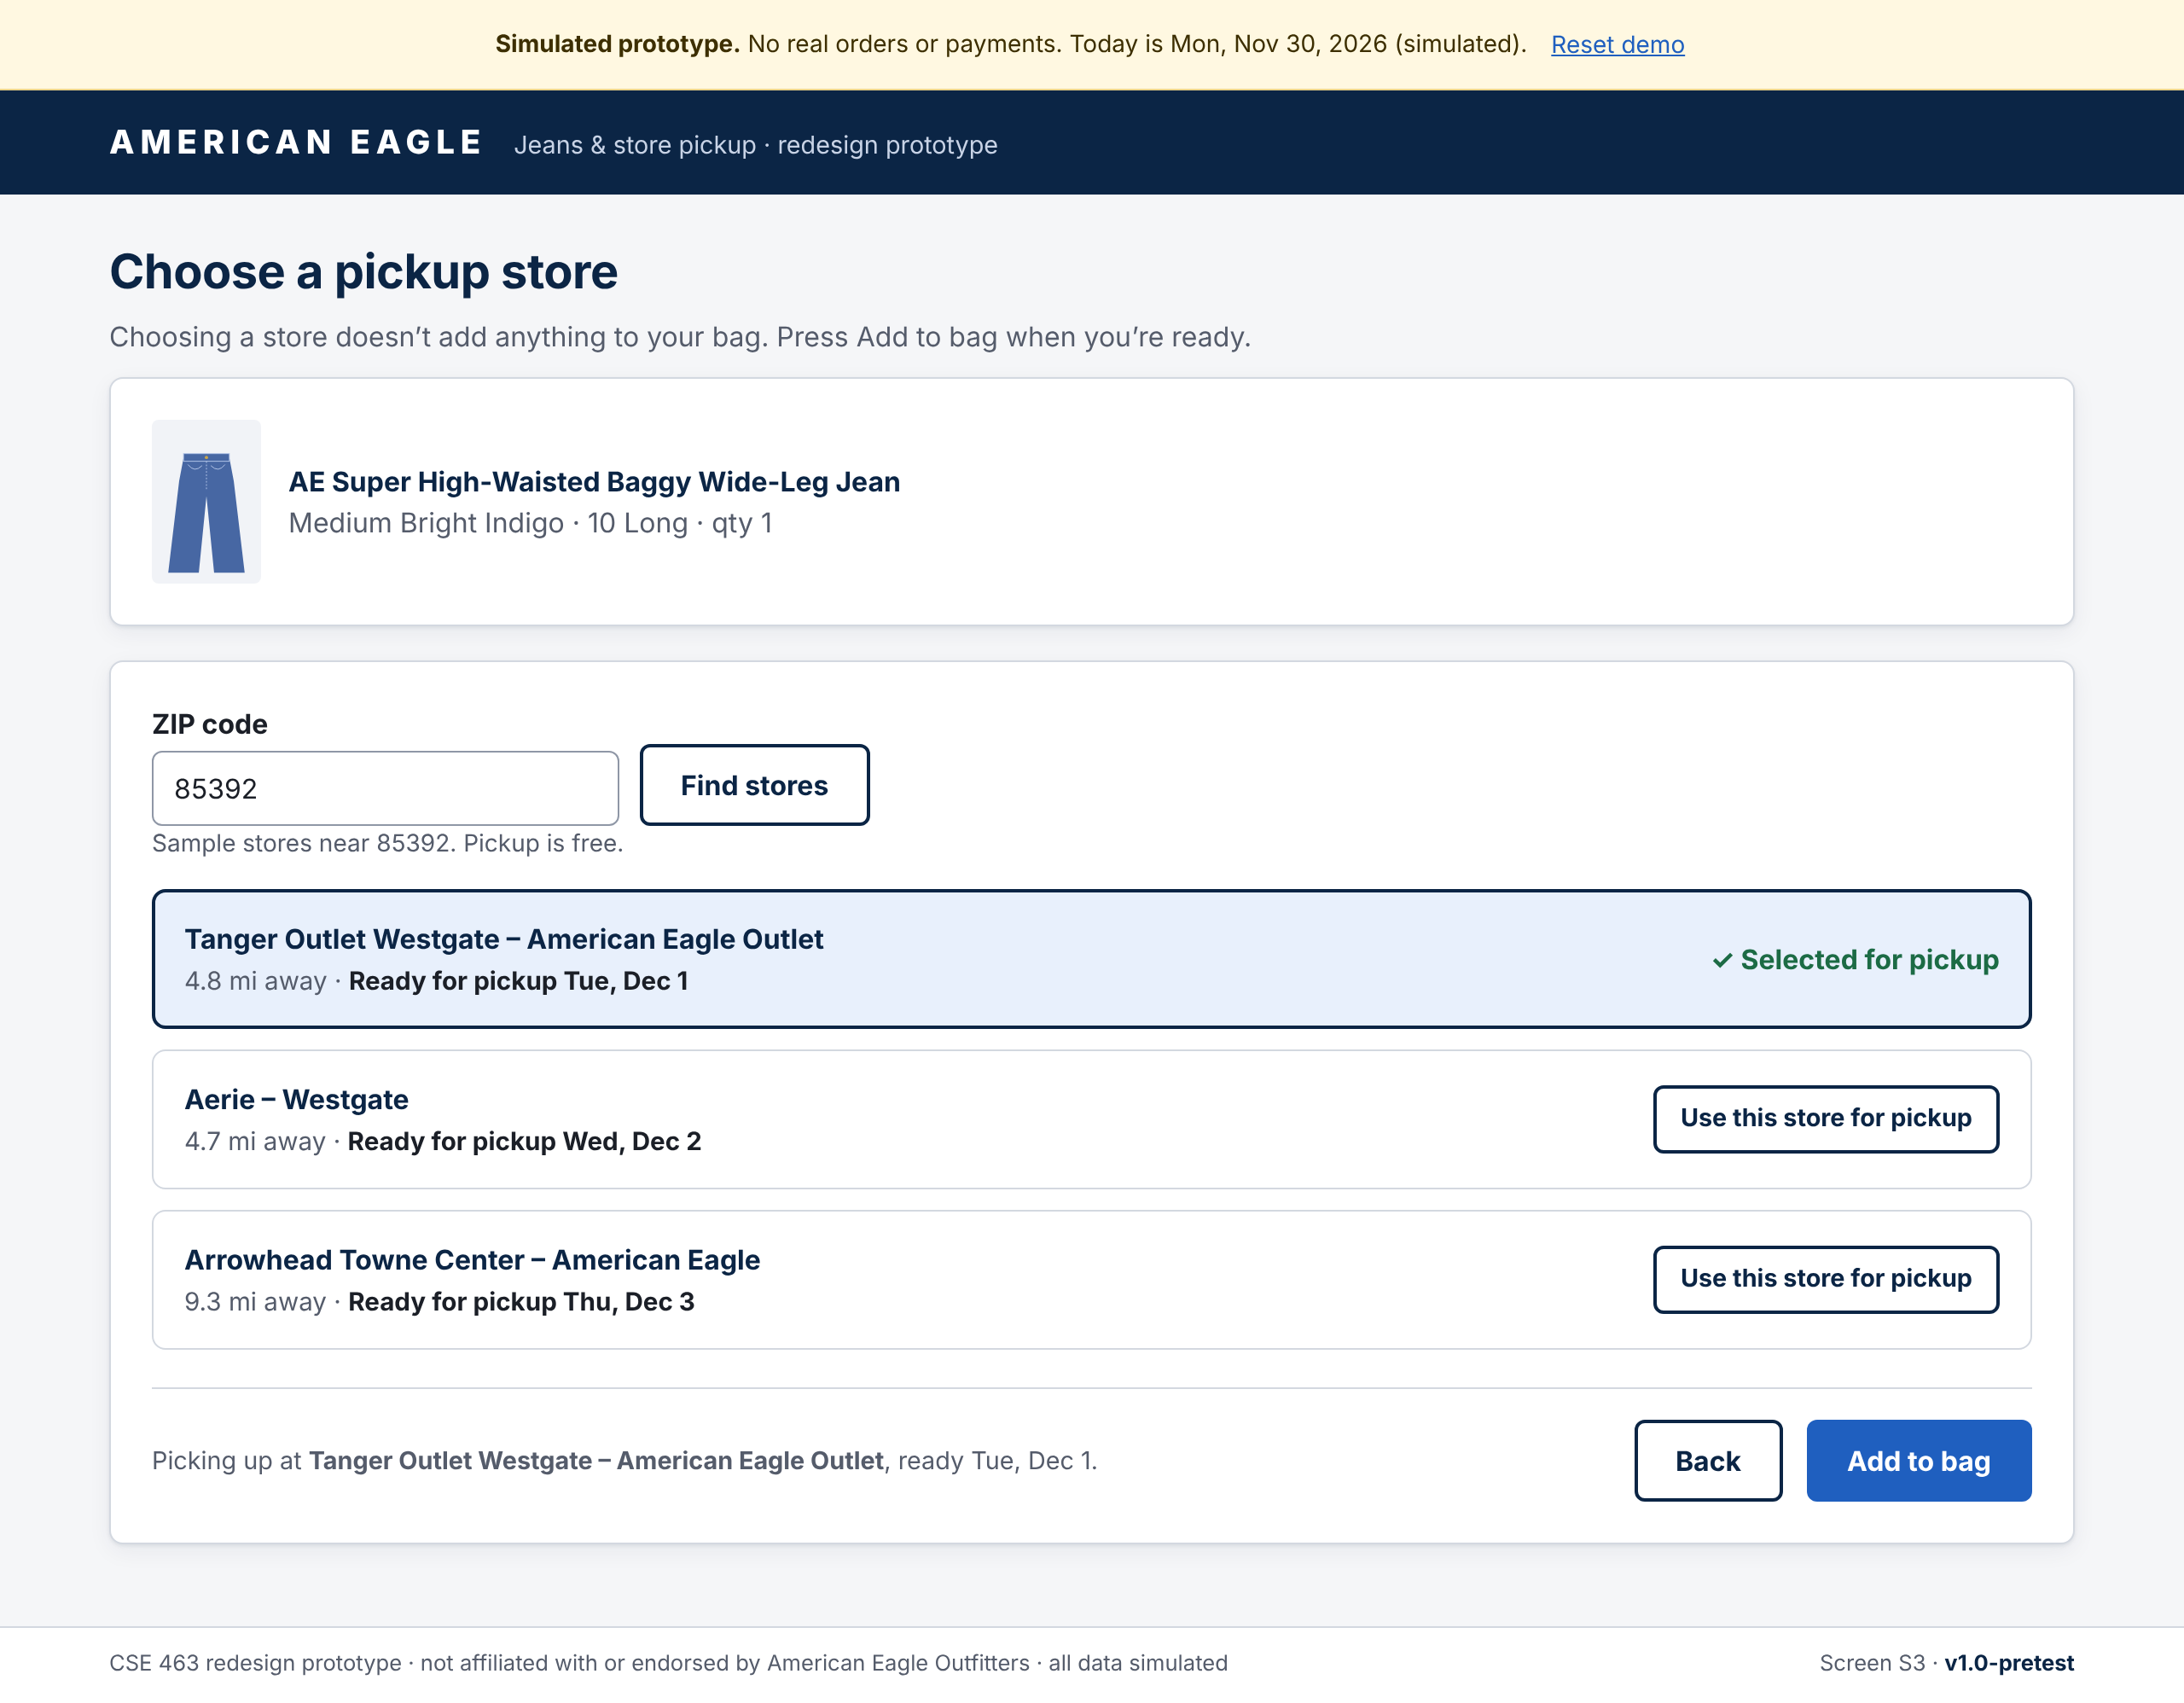 Simulated prototype. No real orders or payments. Today is Mon, Nov 30, 2026 (simulated). Reset demo
AMERICAN EAGLE Jeans & store pickup · redesign prototype
Choose a pickup store
Choosing a store doesn’t add anything to your bag. Press Add to bag when you’re ready.
AE Super High-Waisted Baggy Wide-Leg Jean
Medium Bright Indigo · 10 Long · qty 1
ZIP code
85392 Find stores
Sample stores near 85392. Pickup is free.
Tanger Outlet Westgate – American Eagle Outlet
4.8 mi away · Ready for pickup Tue, Dec 1
✓ Selected for pickup
Aerie – Westgate
4.7 mi away · Ready for pickup Wed, Dec 2
Use this store for pickup
Arrowhead Towne Center – American Eagle
9.3 mi away · Ready for pickup Thu, Dec 3
Use this store for pickup
Picking up at Tanger Outlet Westgate – American Eagle Outlet, ready Tue, Dec 1.
Back Add to bag
CSE 463 redesign prototype · not affiliated with or endorsed by American Eagle Outfitters · all data simulated
Screen S3 · v1.0-pretest